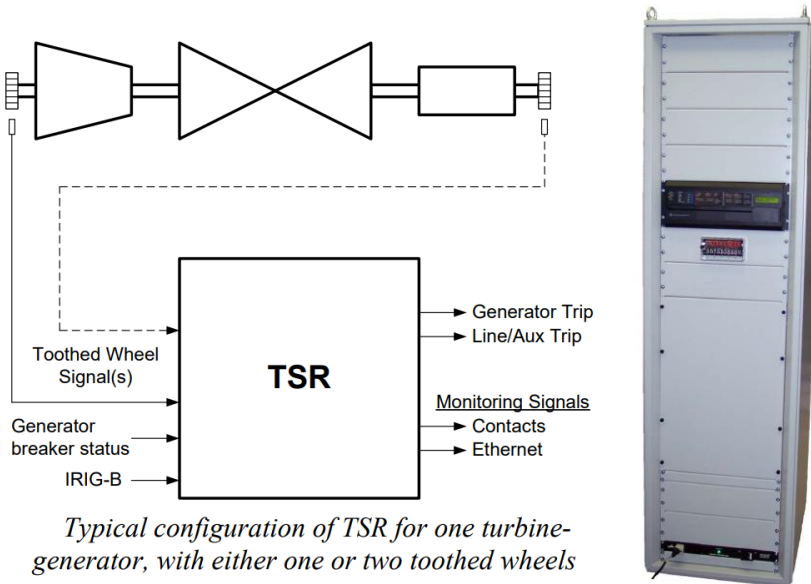 Toothed Wheel
Signal(s)
Generator
breaker status
IRIG-B
TSR
Generator Trip
Line/Aux Trip
Monitoring Signals
Contacts
Ethernet
Typical configuration of TSR for one turbine-
generator, with either one or two toothed wheels